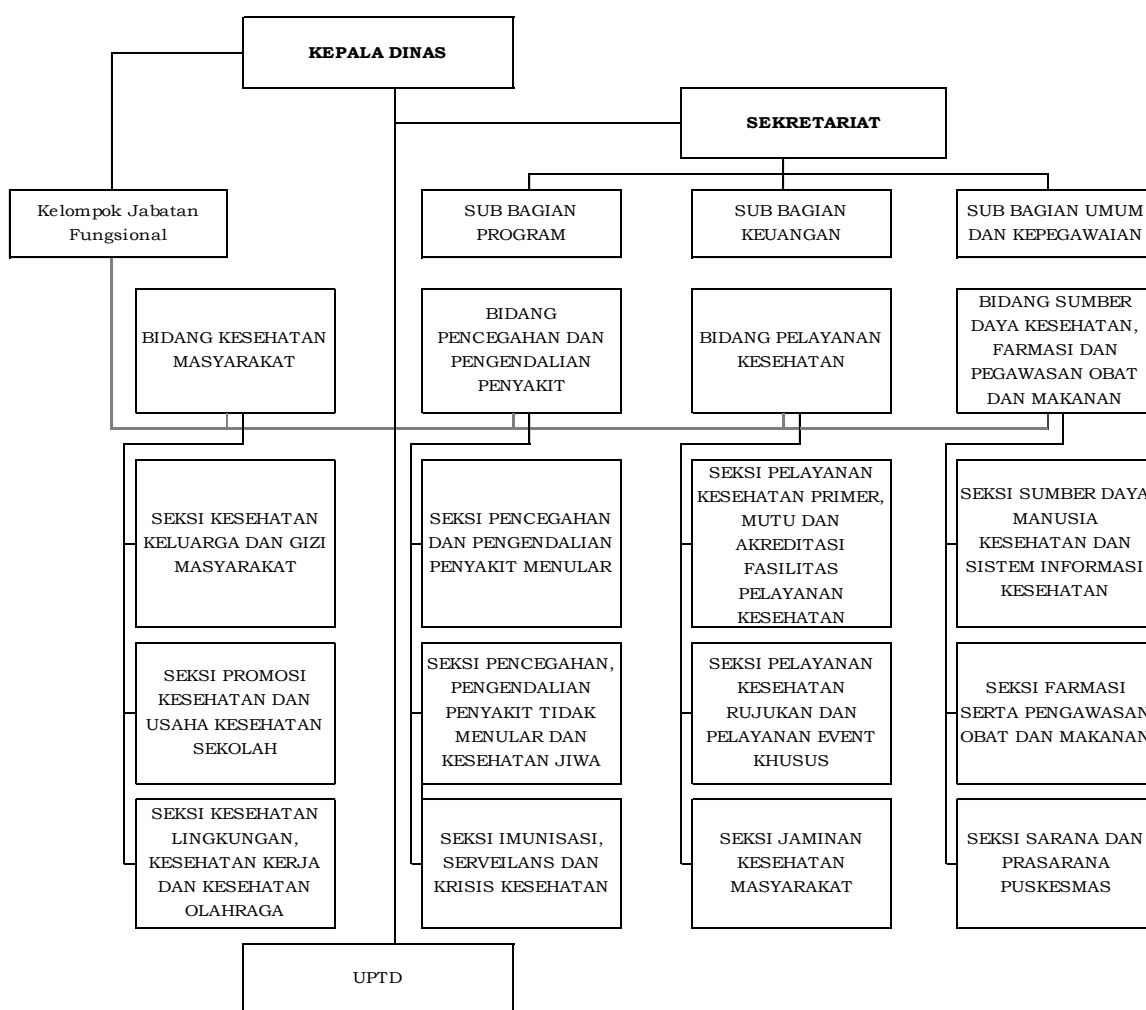 KEPALA DINAS
SEKRETARIAT
Kelompok Jabatan
Fungsional
SUB BAGIAN
PROGRAM
SUB BAGIAN
KEUANGAN
SUB BAGIAN UMUM
DAN KEPEGAWAIAN
BIDANG KESEHATAN
MASYARAKAT
BIDANG
PENCEGAHAN DAN
PENGENDALIAN
PENYAKIT
BIDANG PELAYANAN
KESEHATAN
BIDANG SUMBER
DAYA KESEHATAN,
FARMASI DAN
PEGAWASAN OBAT
DAN MAKANAN
SEKSI KESEHATAN
KELUARGA DAN GIZI
MASYARAKAT
SEKSI PENCEGAHAN
DAN PENGENDALIAN
PENYAKIT MENULAR
SEKSI PELAYANAN
KESEHATAN PRIMER,
MUTU DAN
AKREDITASI
FASILITAS
PELAYANAN
KESEHATAN
SEKSI SUMBER DAYA
MANUSIA
KESEHATAN DAN
SISTEM INFORMASI
KESEHATAN
SEKSI PROMOSI
KESEHATAN DAN
USAHA KESEHATAN
SEKOLAH
SEKSI PENCEGAHAN,
PENGENDALIAN
PENYAKIT TIDAK
MENULAR DAN
KESEHATAN JIWA
SEKSI PELAYANAN
KESEHATAN
RUJUKAN DAN
PELAYANAN EVENT
KHUSUS
SEKSI FARMASI
SERTA PENGAWASAN
OBAT DAN MAKANAN
SEKSI KESEHATAN
LINGKUNGAN,
KESEHATAN KERJA
DAN KESEHATAN
OLAHRAGA
SEKSI IMUNISASI,
SERVEILANS DAN
KRISIS KESEHATAN
SEKSI JAMINAN
KESEHATAN
MASYARAKAT
SEKSI SARANA DAN
PRASARANA
PUSKESMAS
UPTD